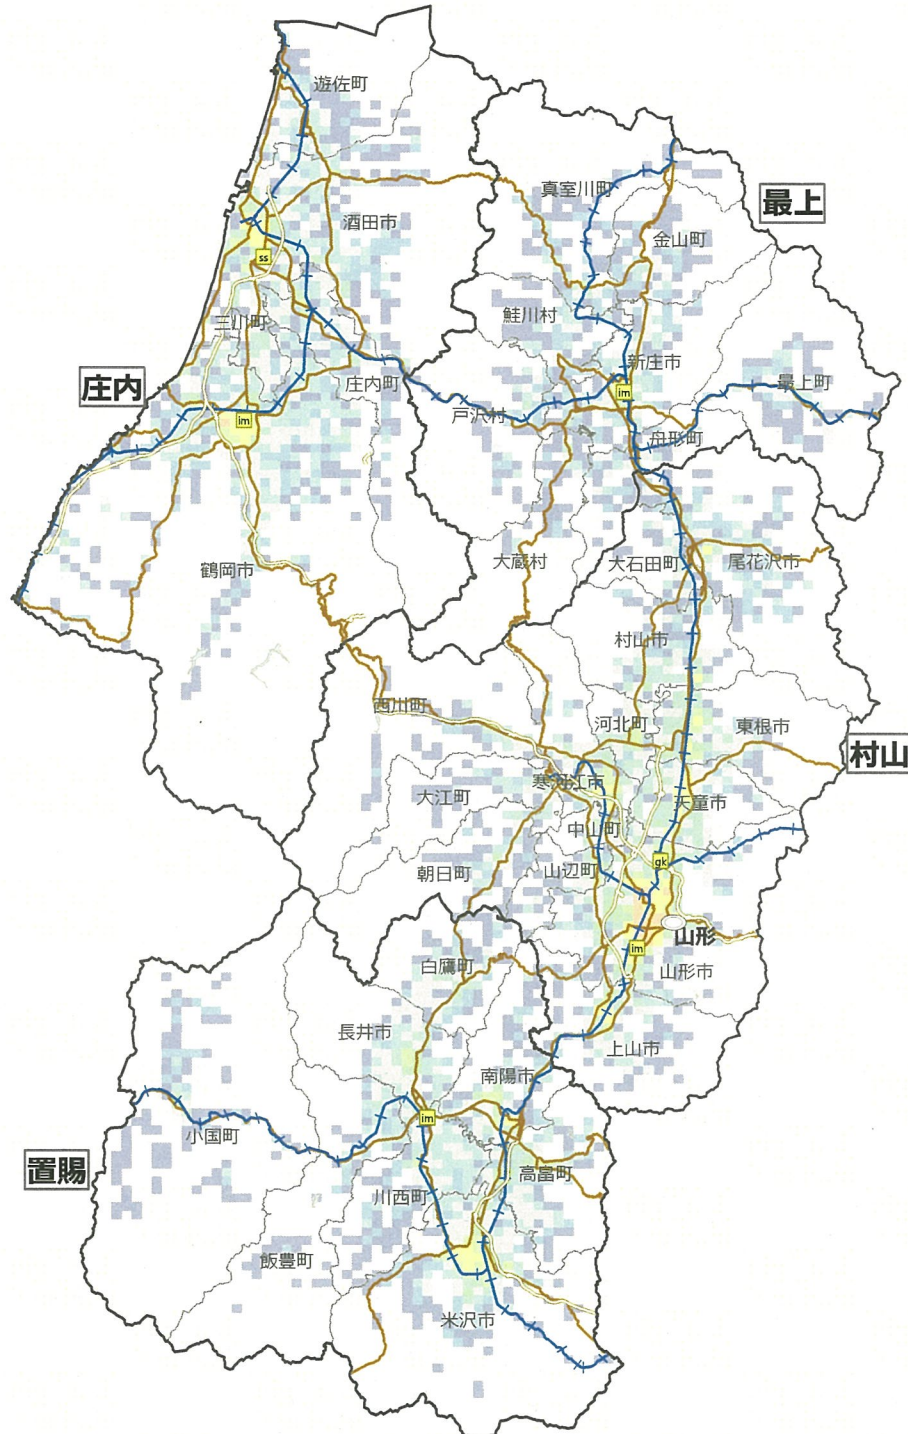 遊佐町
真室川町
最上
酒田市
金山町
ss
鮭川村
三川町
新庄市
庄内
庄内町
最上町
im
戸沢村
im
舟形町
大蔵村
大石田町
尾花沢市
鶴岡市
村山市
西川町
河北町
東根市
村山
寒河江市
大江町
天童市
中山町
朝日町
山辺町
gk
山形
im
白鷹町
山形市
長井市
上山市
南陽市
im
小国町
置賜
高畠町
川西町
飯豊町
米沢市